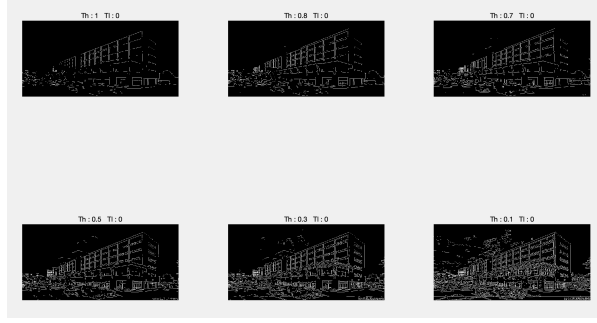 Th : 1 Tl : 0
Th : 0.8 Tl : 0
Th : 0.7 Tl : 0
Th : 0.5 Tl : 0
Th : 0.3 Tl : 0
Th : 0.1 Tl : 0